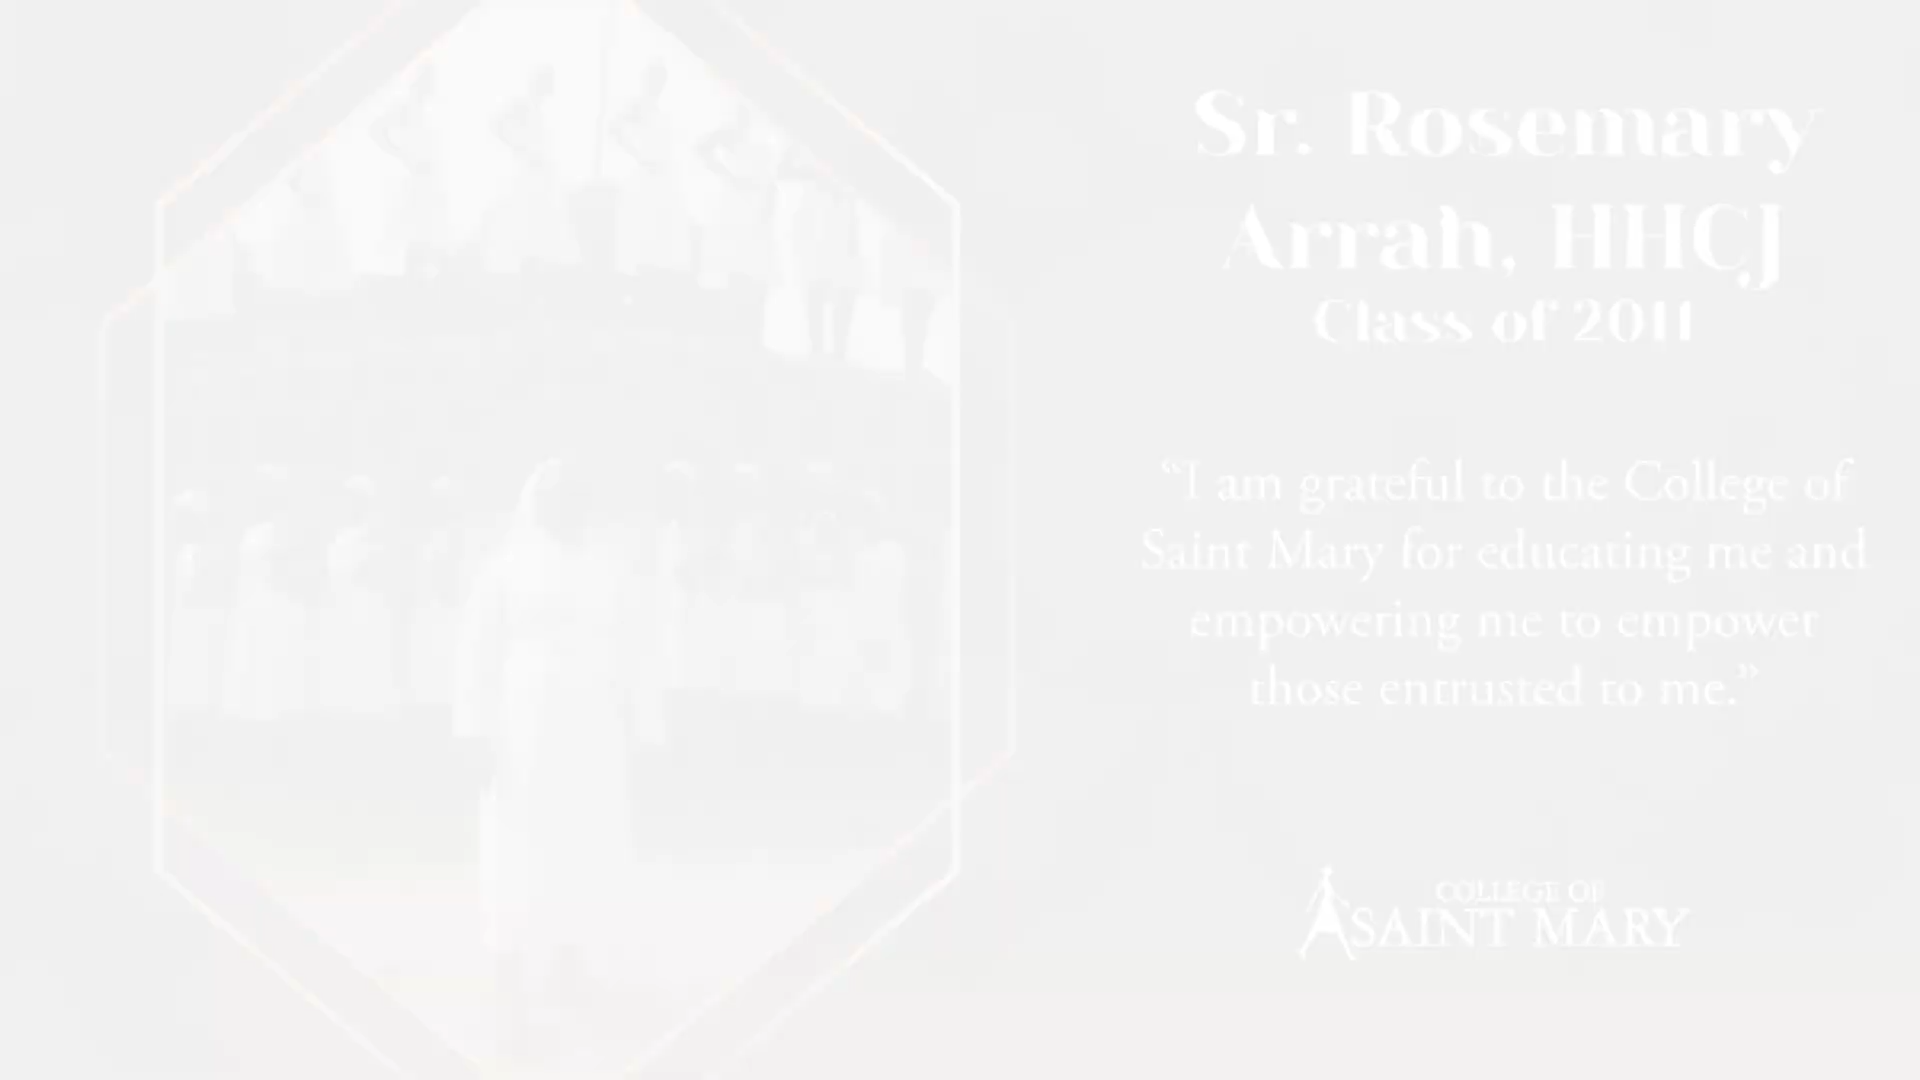 Sr. Rosemary
Arrah, HHCJ
Class of 2011
“I am grateful to the College of
Saint Mary for educating me and
empowering me to empower
those entrusted to me.”
COLLEGE OF
SAINT MARY